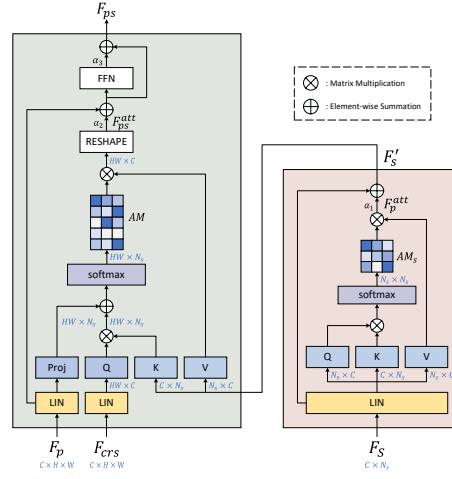 F_ps
α_3
FFN
α_2
F_ps^att
RESHAPE
HW × C
AM
HW × N_s
softmax
HW × N_s
HW × N_s
Proj
Q
K
V
HW × C
C × N_s
N_s × C
LIN
LIN
F_p
F_crs
C × H × W
C × H × W
: Matrix Multiplication
: Element-wise Summation
F_s′
α_1
F_p^att
AM_s
N_s × N_s
softmax
Q
K
V
N_s × C
C × N_s
N_s × C
LIN
F_S
C × N_s